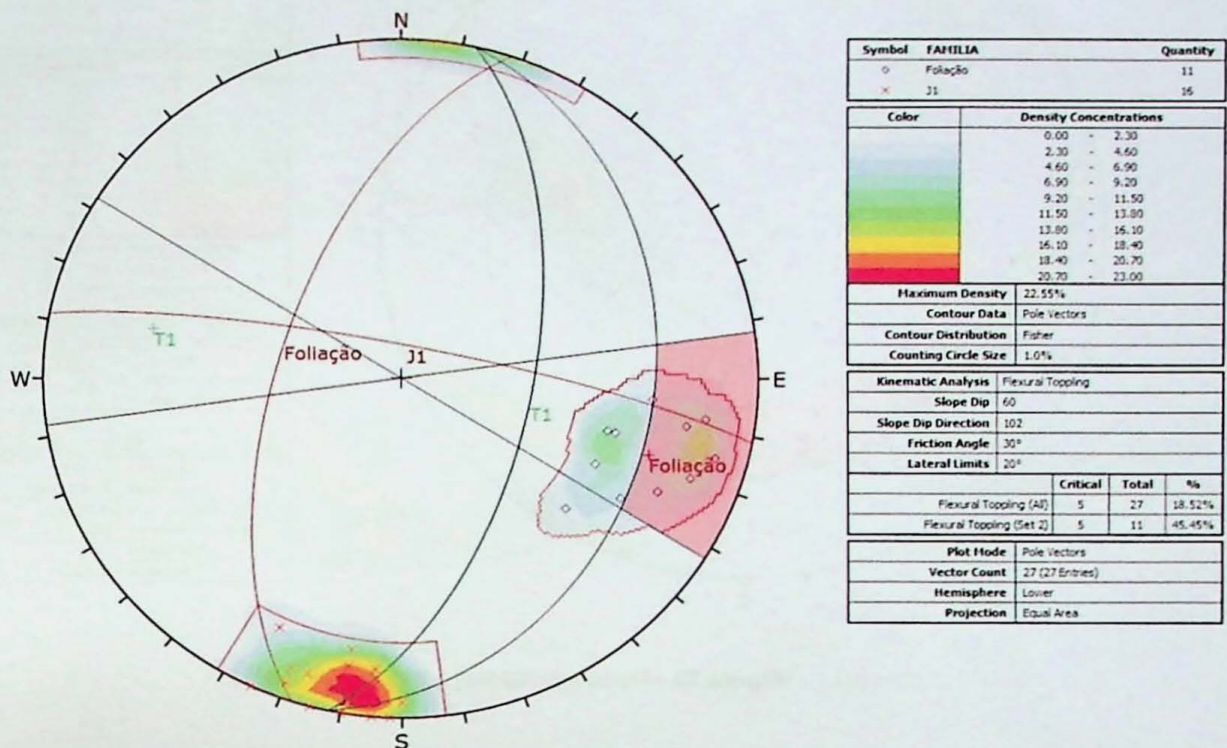 N
T1
Foliação
J1
W
E
T1
Foliação
S
Symbol FAMILIA Quantity
Foliação 11
J1 16
Color Density Concentrations
0.00 - 2.30
2.30 - 4.60
4.60 - 6.90
6.90 - 9.20
9.20 - 11.50
11.50 - 13.80
13.80 - 16.10
16.10 - 18.40
18.40 - 20.70
20.70 - 23.00
Maximum Density 22.55%
Contour Data Pole Vectors
Contour Distribution Fisher
Counting Circle Size 1.0%
Kinematic Analysis Flexural Toppling
Slope Dip 60
Slope Dip Direction 102
Friction Angle 30°
Lateral Limits 20°
Critical Total %
Flexural Toppling (All) 5 27 18.52%
Flexural Toppling (Set 2) 5 11 45.45%
Plot Mode Pole Vectors
Vector Count 27 (27 Entries)
Hemisphere Lower
Projection Equal Area